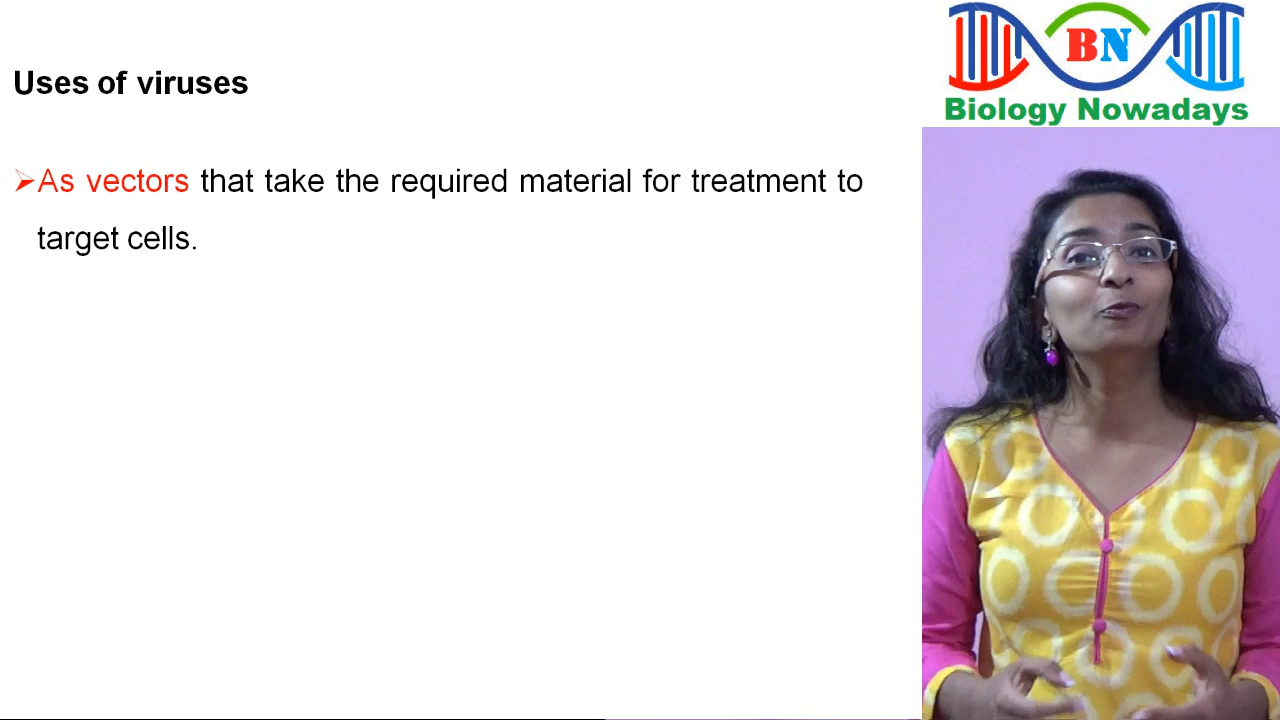 BN
Biology Nowadays
Uses of viruses
➢As vectors that take the required material for treatment to
target cells.